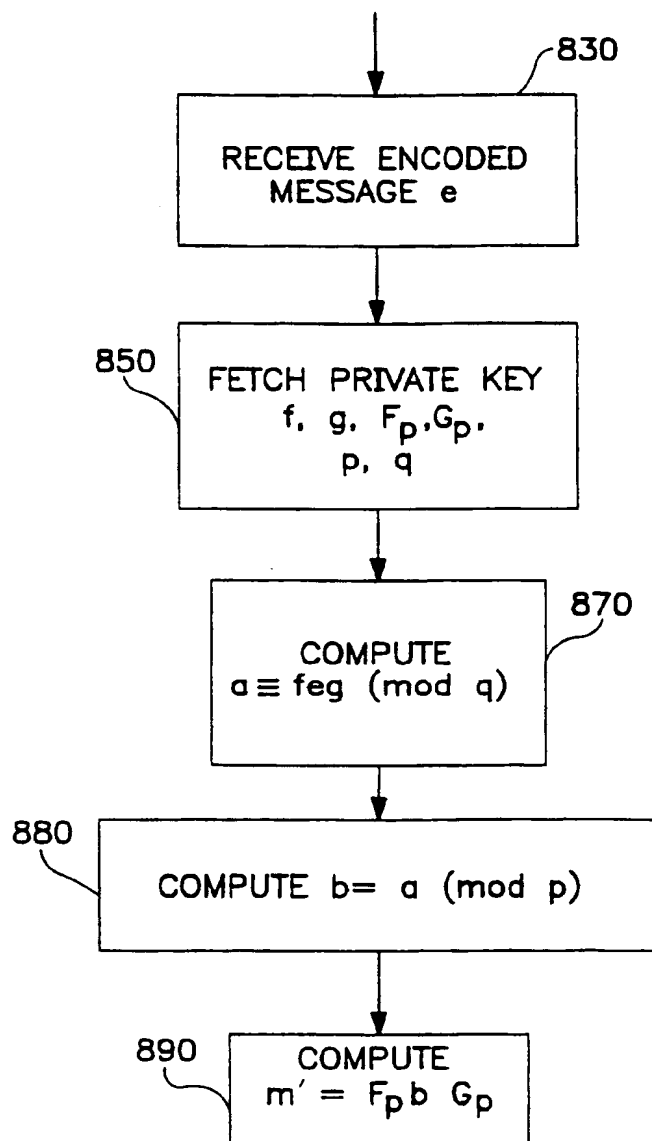 830
RECEIVE ENCODED
MESSAGE e
850
FETCH PRIVATE KEY
f, g, Fp,Gp,
p, q
870
COMPUTE
a ≡ feg (mod q)
880
COMPUTE b= a (mod p)
890
COMPUTE
m' = Fp b Gp